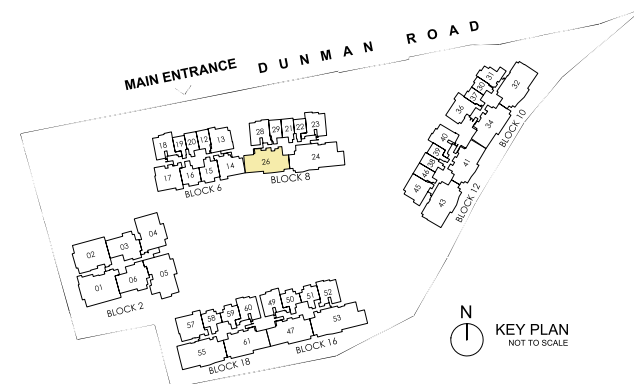 DUNMAN ROAD
MAIN ENTRANCE
18 19 20 12 13
28 29 21 22 23
17 16 15 14 26 24
BLOCK 6
BLOCK 8
31
30
37
32
36
34
BLOCK 10
40
39
38
46
41
45
43
BLOCK 12
02 03 04
01 06 05
BLOCK 2
57 58 59 60 49 50 51 52
55 61 47 53
BLOCK 18
BLOCK 16
N
KEY PLAN
NOT TO SCALE